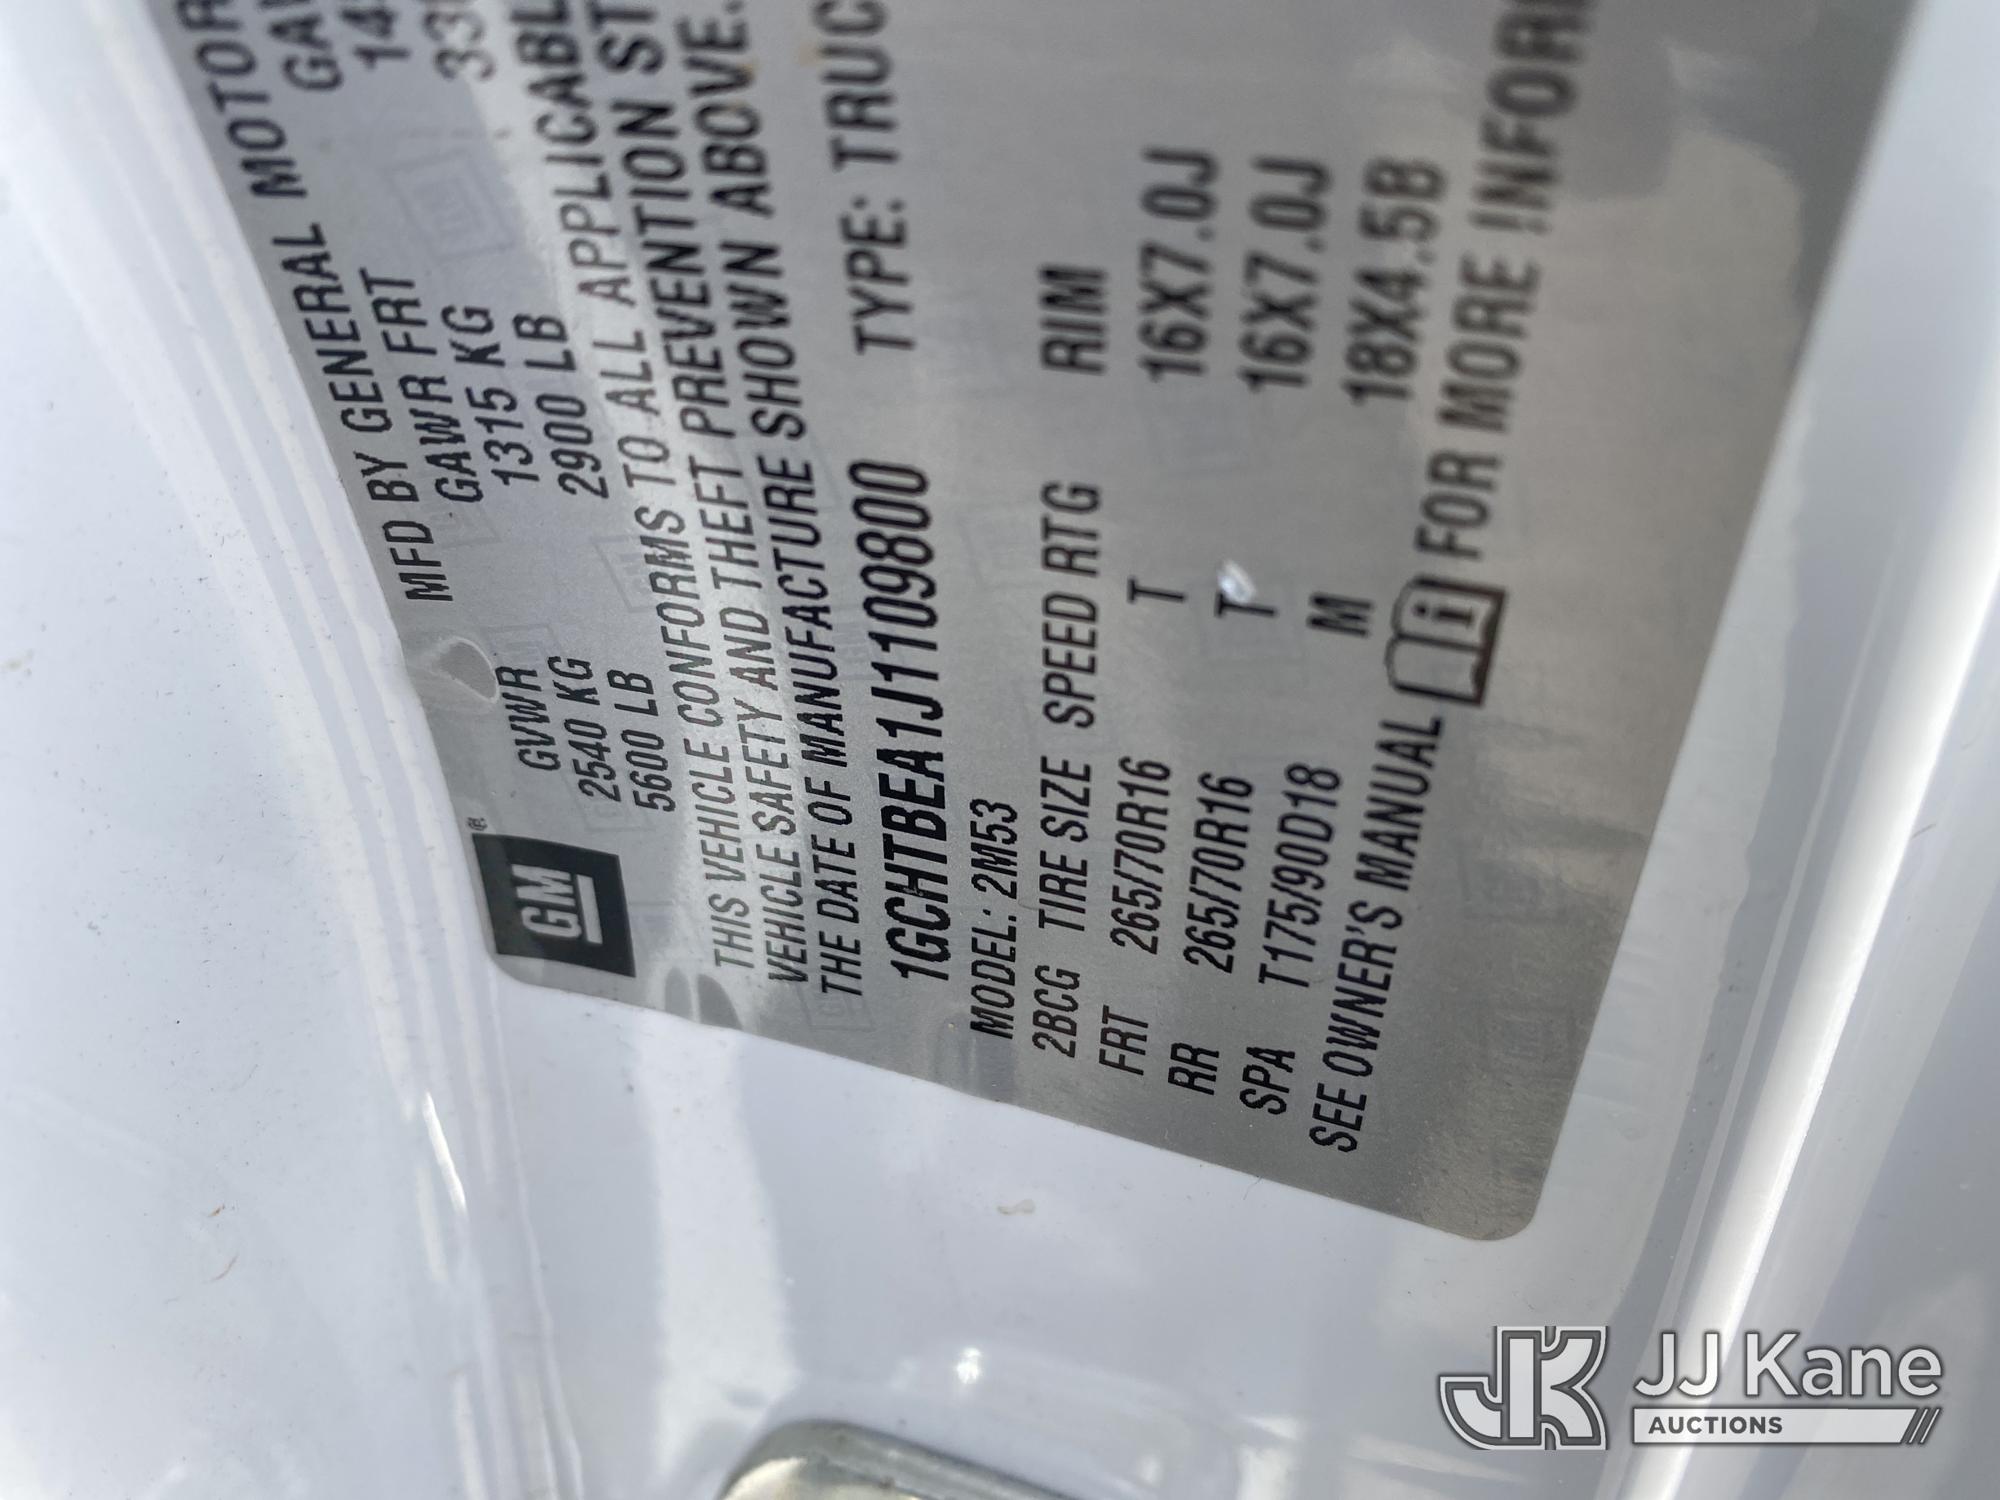 MFD BY GENERAL MOTOR
GVWR GAWR FRT
2540 KG 1315 KG
5600 LB 2900 LB
THIS VEHICLE CONFORMS TO ALL APPLICABL
VEHICLE SAFETY AND THEFT PREVENTION ST
THE DATE OF MANUFACTURE SHOWN ABOVE.
GM®
1GCHTBEA1J1109800 TYPE: TRUC
MODEL: 2M53
2BCG TIRE SIZE SPEED RTG RIM
FRT 265/70R16 T 16X7.0J
RR 265/70R16 T 16X7.0J
SPA T175/90D18 M 18X4.5B
SEE OWNER'S MANUAL i FOR MORE INFOR
JK JJ Kane
AUCTIONS